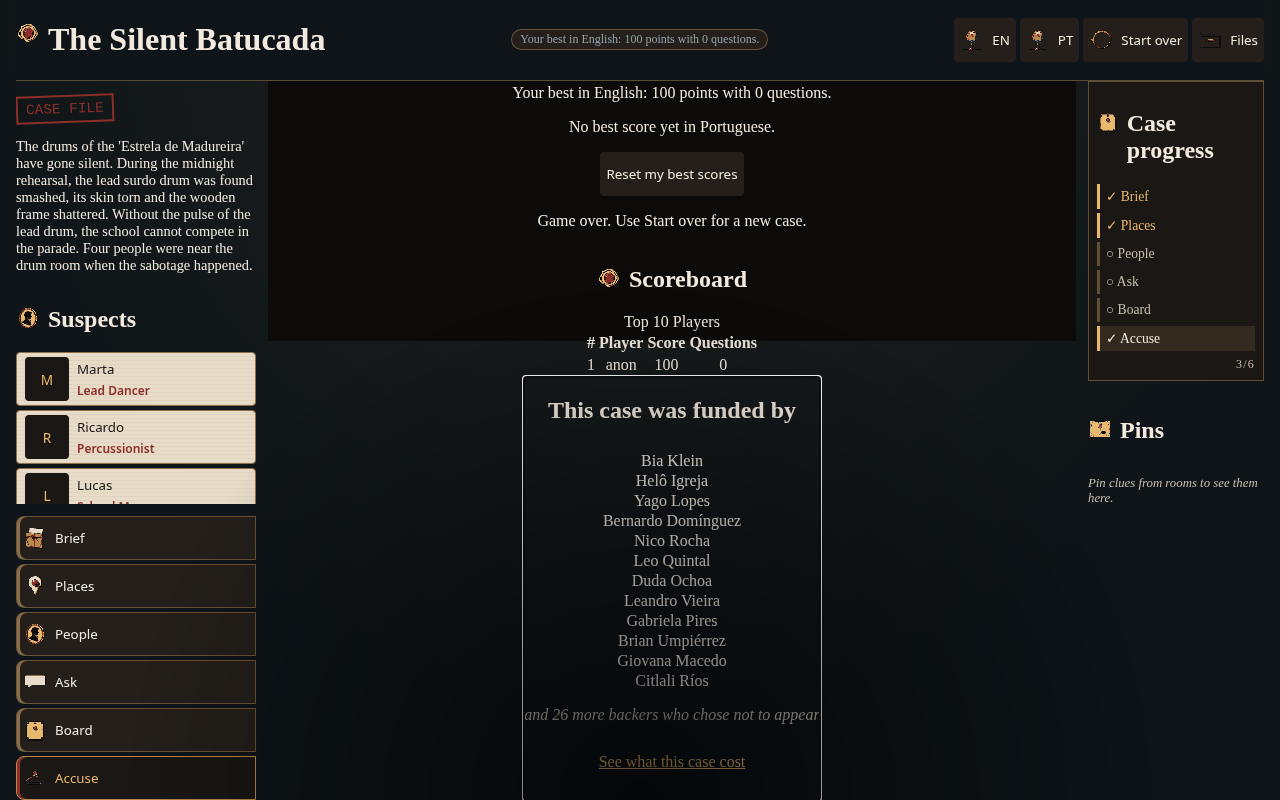 The Silent Batucada
Your best in English: 100 points with 0 questions.
EN
PT
Start over
Files
CASE FILE
The drums of the 'Estrela de Madureira'
have gone silent. During the midnight
rehearsal, the lead surdo drum was found
smashed, its skin torn and the wooden
frame shattered. Without the pulse of the
lead drum, the school cannot compete in
the parade. Four people were near the
drum room when the sabotage happened.
Suspects
M
Marta
Lead Dancer
R
Ricardo
Percussionist
L
Lucas
Brief
Places
People
Ask
Board
Accuse
Your best in English: 100 points with 0 questions.
No best score yet in Portuguese.
Reset my best scores
Game over. Use Start over for a new case.
Scoreboard
Top 10 Players
# Player Score Questions
1 anon 100 0
This case was funded by
Bia Klein
Helô Igreja
Yago Lopes
Bernardo Domínguez
Nico Rocha
Leo Quintal
Duda Ochoa
Leandro Vieira
Gabriela Pires
Brian Umpiérrez
Giovana Macedo
Citlali Ríos
and 26 more backers who chose not to appear
See what this case cost
Case
progress
✓ Brief
✓ Places
○ People
○ Ask
○ Board
✓ Accuse
3/6
Pins
Pin clues from rooms to see them
here.